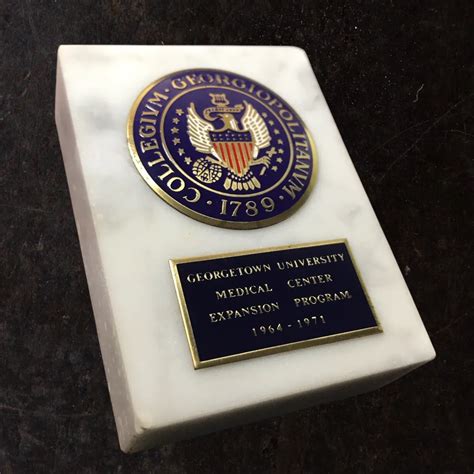 COLLEGIVM · GEORGIOPOLITANVM ·
· 1789 ·
GEORGETOWN UNIVERSITY
MEDICAL CENTER
EXPANSION PROGRAM
1964 - 1971